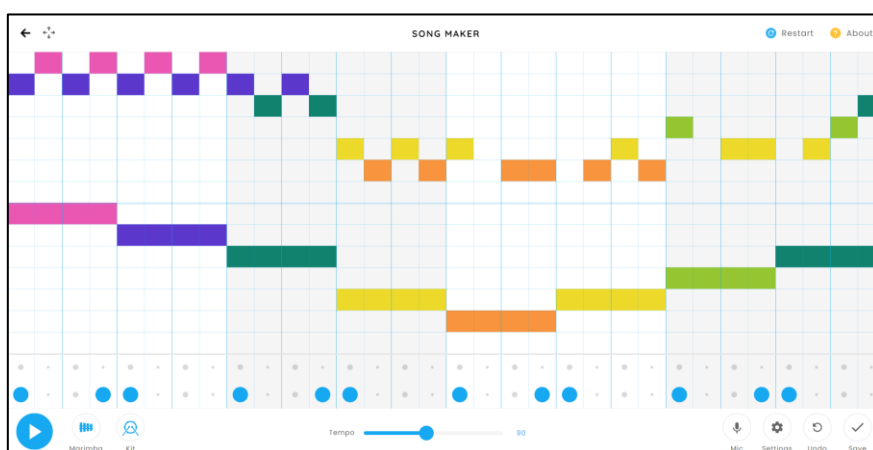 SONG MAKER
Restart
About
Marimba
Kit
Tempo
90
Mic
Settings
Undo
Save